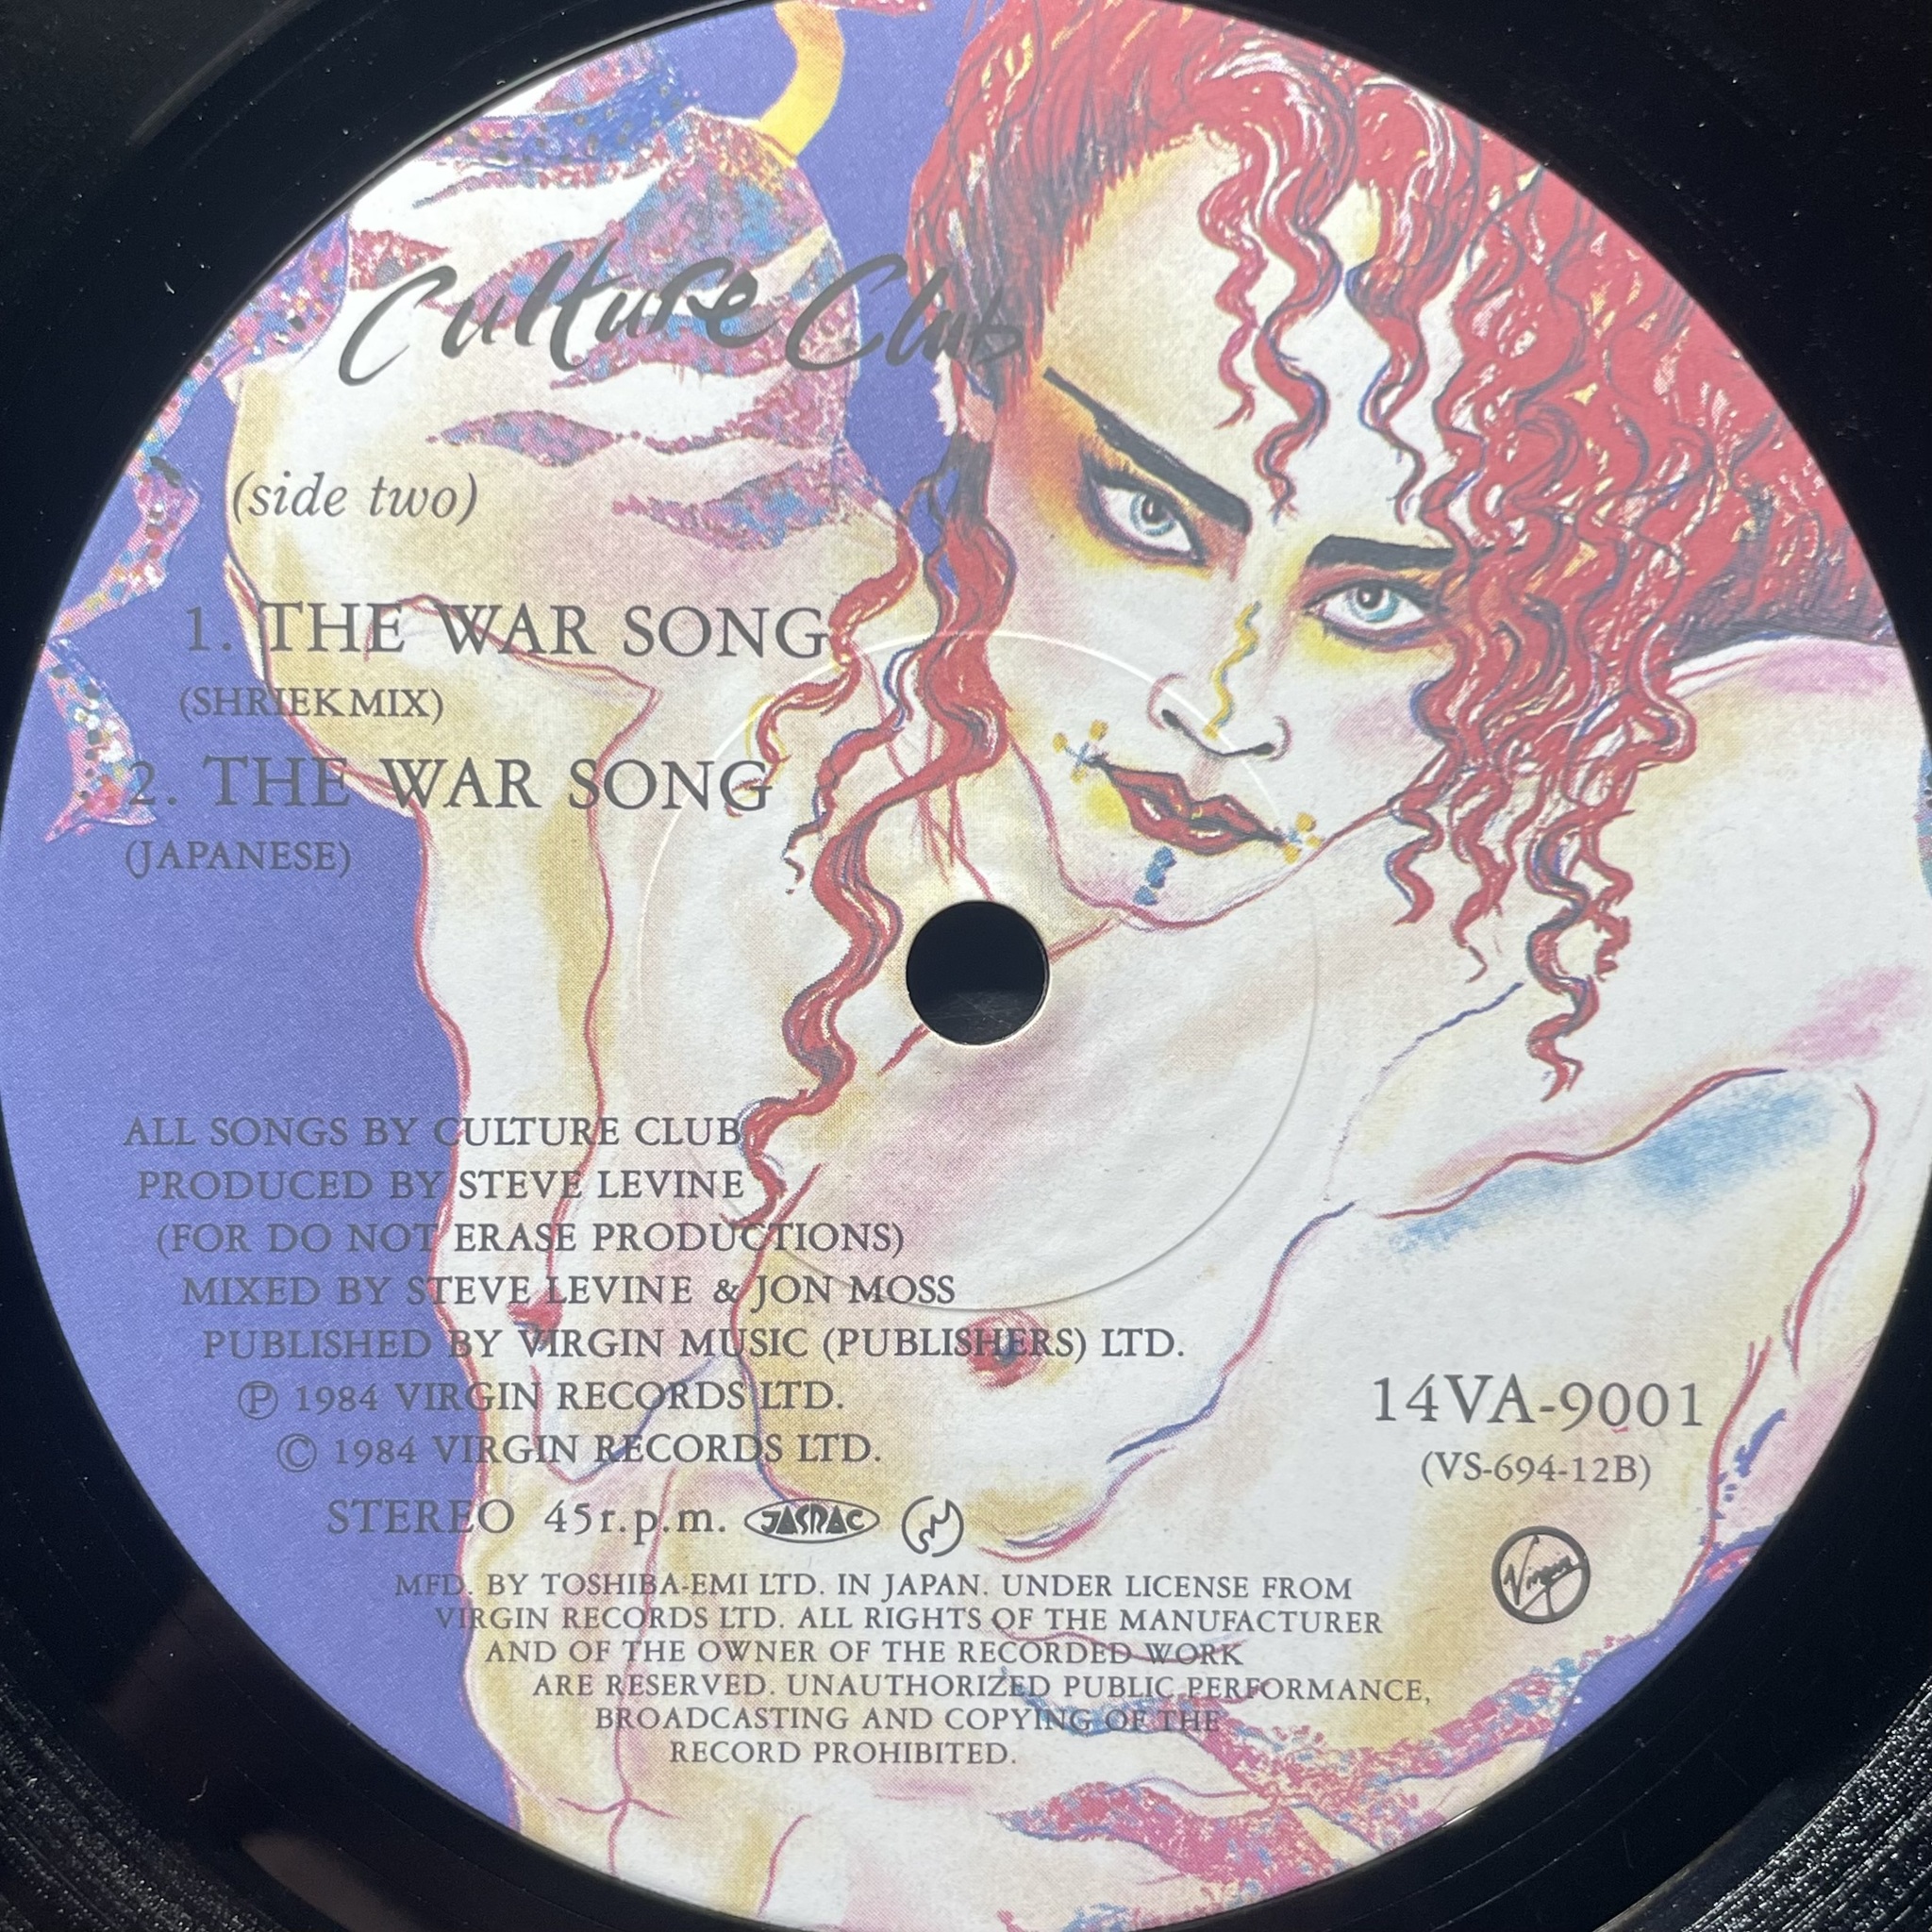 Culture Club
(side two)
1. THE WAR SONG
(SHRIEK MIX)
2. THE WAR SONG
(JAPANESE)
ALL SONGS BY CULTURE CLUB
PRODUCED BY STEVE LEVINE
(FOR DO NOT ERASE PRODUCTIONS)
MIXED BY STEVE LEVINE & JON MOSS
PUBLISHED BY VIRGIN MUSIC (PUBLISHERS) LTD.
Ⓟ 1984 VIRGIN RECORDS LTD.
© 1984 VIRGIN RECORDS LTD.
STEREO 45r.p.m. JASRAC
14VA-9001
(VS-694-12B)
Virgin
MFD. BY TOSHIBA-EMI LTD. IN JAPAN. UNDER LICENSE FROM
VIRGIN RECORDS LTD. ALL RIGHTS OF THE MANUFACTURER
AND OF THE OWNER OF THE RECORDED WORK
ARE RESERVED. UNAUTHORIZED PUBLIC PERFORMANCE,
BROADCASTING AND COPYING OF THE
RECORD PROHIBITED.